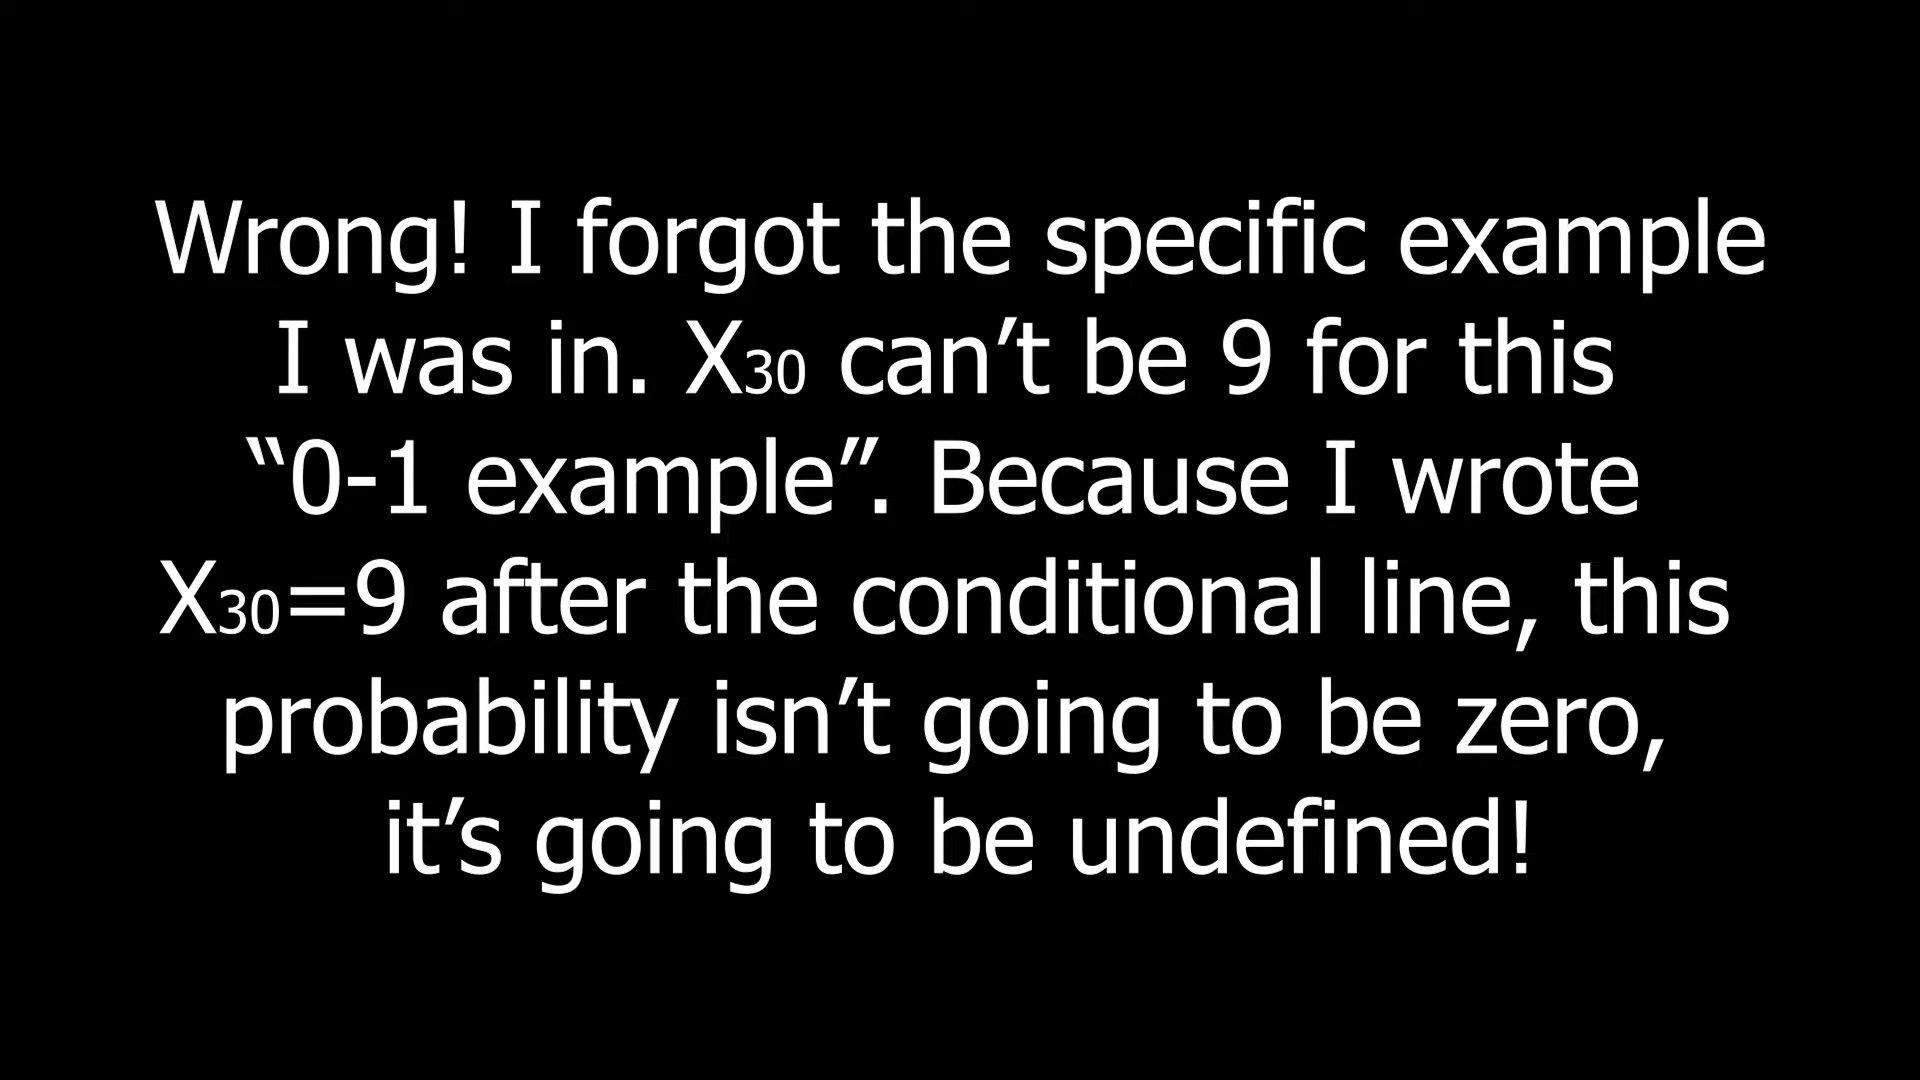 Wrong! I forgot the specific example
I was in. X₃₀ can’t be 9 for this
“0-1 example”. Because I wrote
X₃₀=9 after the conditional line, this
probability isn’t going to be zero,
it’s going to be undefined!